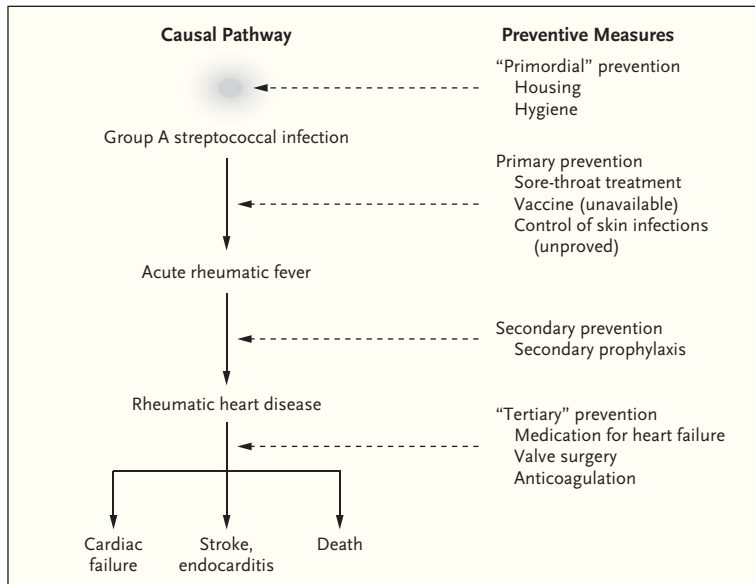 Causal Pathway
Preventive Measures
“Primordial” prevention
Housing
Hygiene
Group A streptococcal infection
Primary prevention
Sore-throat treatment
Vaccine (unavailable)
Control of skin infections
(unproved)
Acute rheumatic fever
Secondary prevention
Secondary prophylaxis
Rheumatic heart disease
“Tertiary” prevention
Medication for heart failure
Valve surgery
Anticoagulation
Cardiac
failure
Stroke,
endocarditis
Death